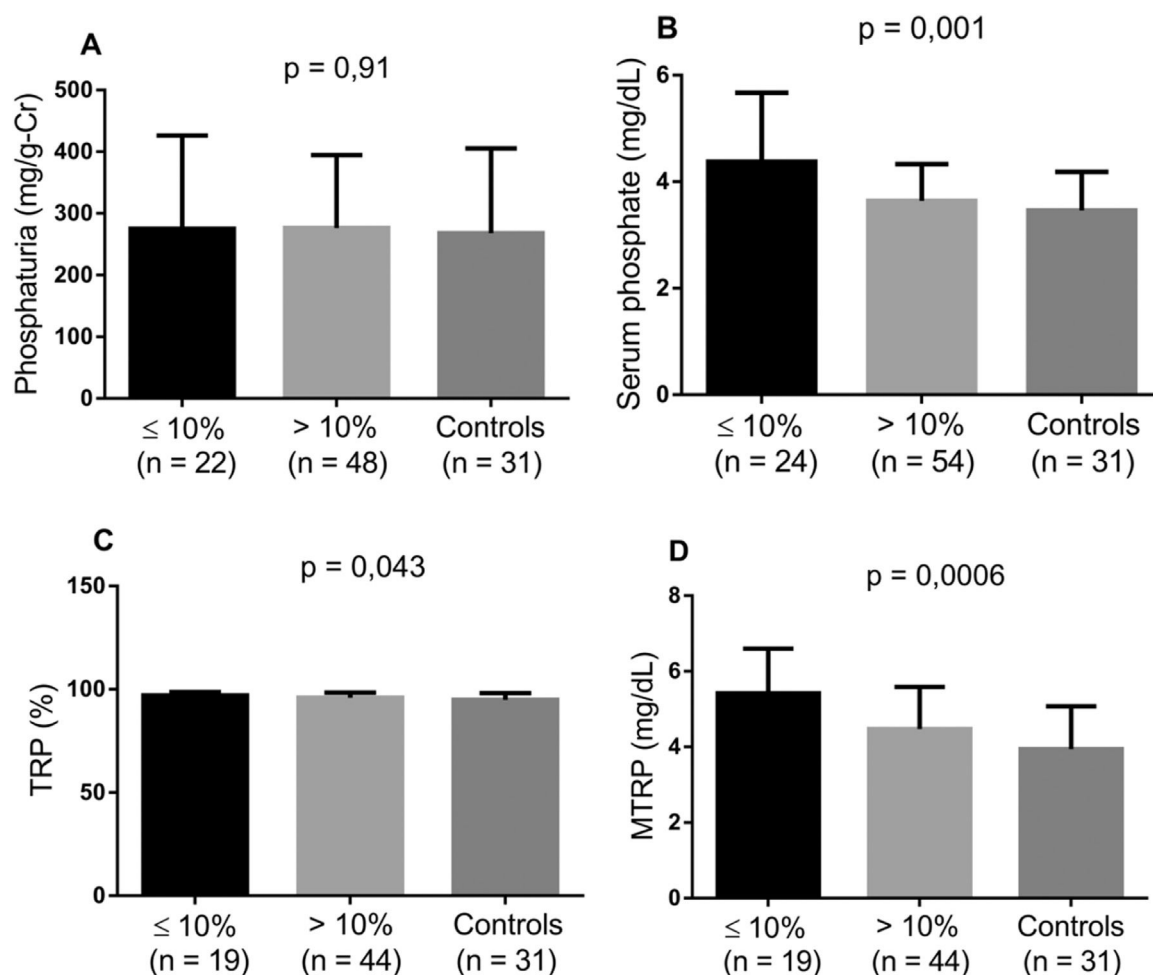 A
p = 0,91
Phosphaturia (mg/g-Cr)
500
400
300
200
100
0
≤ 10% > 10% Controls
(n = 22) (n = 48) (n = 31)
B
p = 0,001
Serum phosphate (mg/dL)
6
4
2
0
≤ 10% > 10% Controls
(n = 24) (n = 54) (n = 31)
C
p = 0,043
TRP (%)
150
100
50
0
≤ 10% > 10% Controls
(n = 19) (n = 44) (n = 31)
D
p = 0,0006
MTRP (mg/dL)
8
6
4
2
0
≤ 10% > 10% Controls
(n = 19) (n = 44) (n = 31)